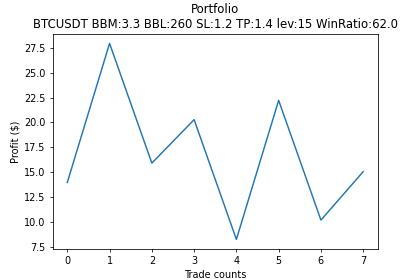 Portfolio
BTCUSDT BBM:3.3 BBL:260 SL:1.2 TP:1.4 lev:15 WinRatio:62.0
27.5
25.0
22.5
20.0
17.5
15.0
12.5
10.0
7.5
Profit ($)
0 1 2 3 4 5 6 7
Trade counts